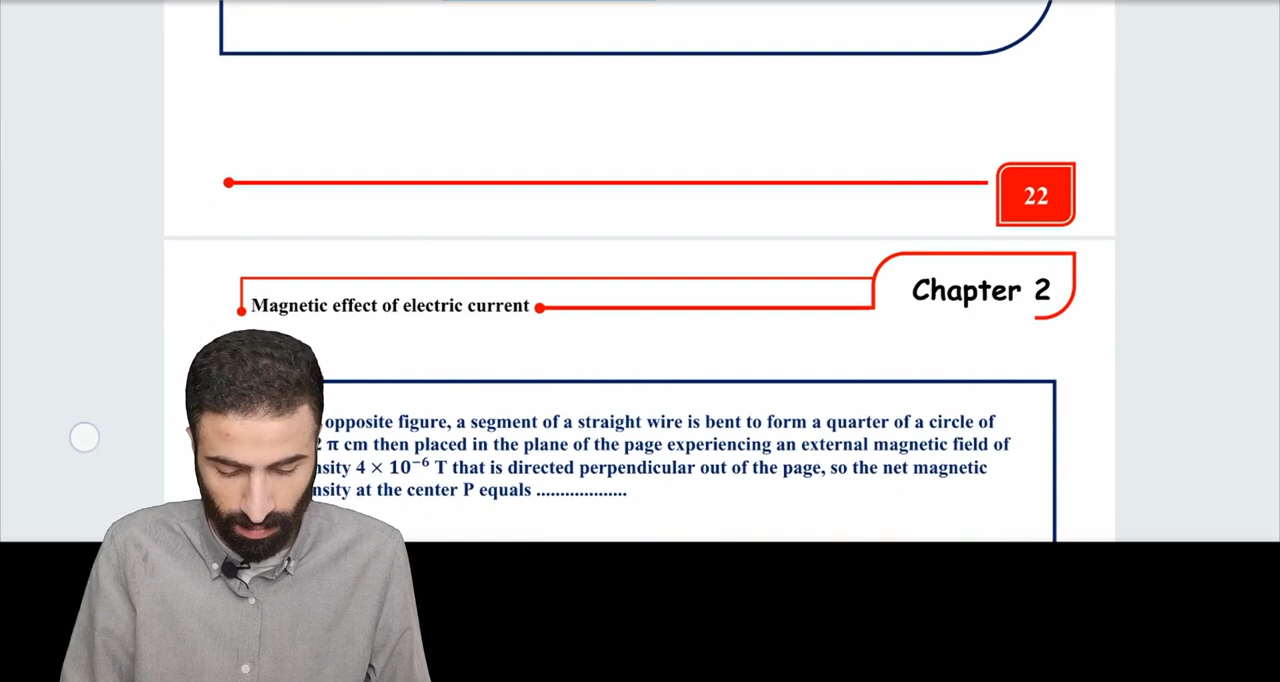 22
Chapter 2
Magnetic effect of electric current
opposite figure, a segment of a straight wire is bent to form a quarter of a circle of
π cm then placed in the plane of the page experiencing an external magnetic field of
4 × 10⁻⁶ T that is directed perpendicular out of the page, so the net magnetic
at the center P equals ...................